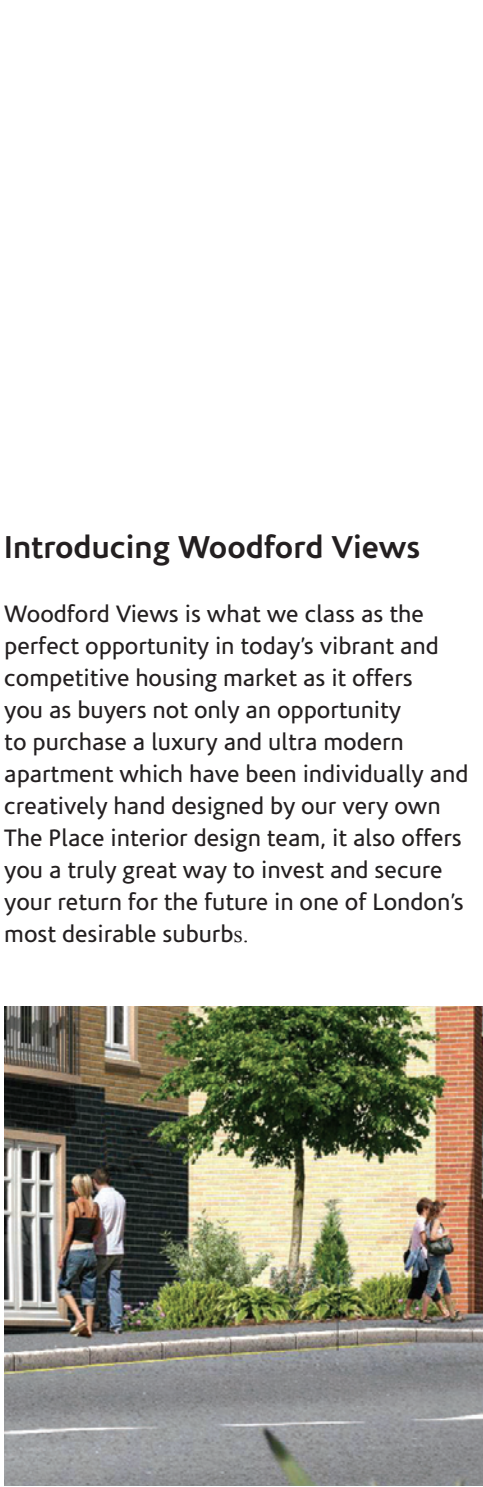 Introducing Woodford Views
Woodford Views is what we class as the
perfect opportunity in today’s vibrant and
competitive housing market as it offers
you as buyers not only an opportunity
to purchase a luxury and ultra modern
apartment which have been individually and
creatively hand designed by our very own
The Place interior design team, it also offers
you a truly great way to invest and secure
your return for the future in one of London’s
most desirable suburbs.